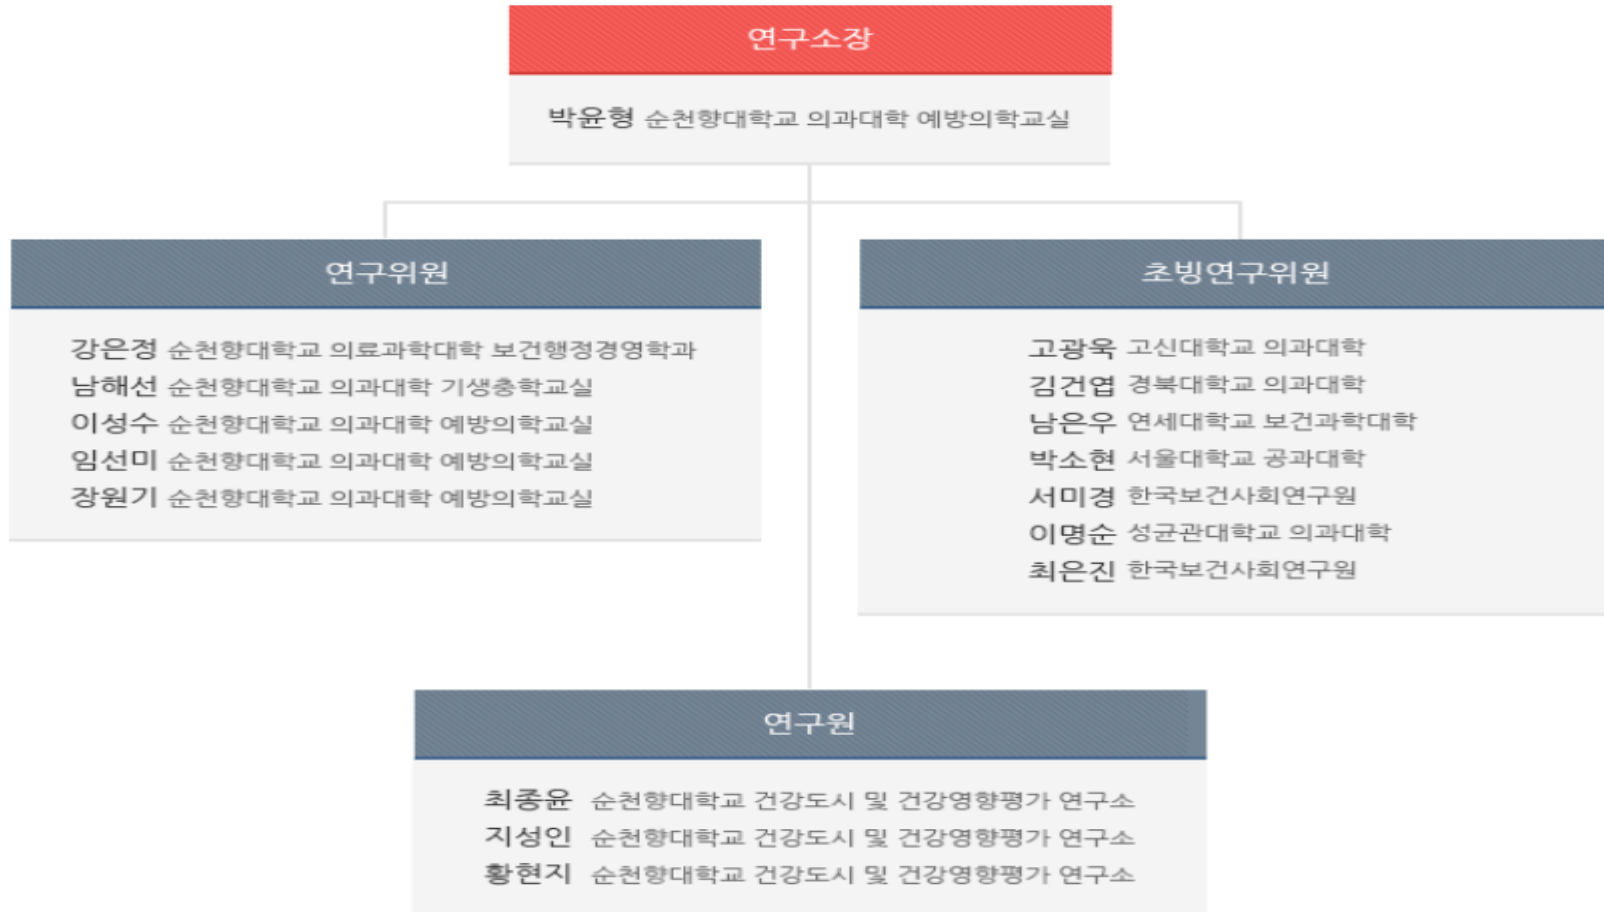 연구소장
박윤형 순천향대학교 의과대학 예방의학교실
연구위원
강은정 순천향대학교 의료과학대학 보건행정경영학과
남해선 순천향대학교 의과대학 기생충학교실
이성수 순천향대학교 의과대학 예방의학교실
임선미 순천향대학교 의과대학 예방의학교실
장원기 순천향대학교 의과대학 예방의학교실
초빙연구위원
고광욱 고신대학교 의과대학
김건엽 경북대학교 의과대학
남은우 연세대학교 보건과학대학
박소현 서울대학교 공과대학
서미경 한국보건사회연구원
이명순 성균관대학교 의과대학
최은진 한국보건사회연구원
연구원
최종윤 순천향대학교 건강도시 및 건강영향평가 연구소
지성인 순천향대학교 건강도시 및 건강영향평가 연구소
황현지 순천향대학교 건강도시 및 건강영향평가 연구소